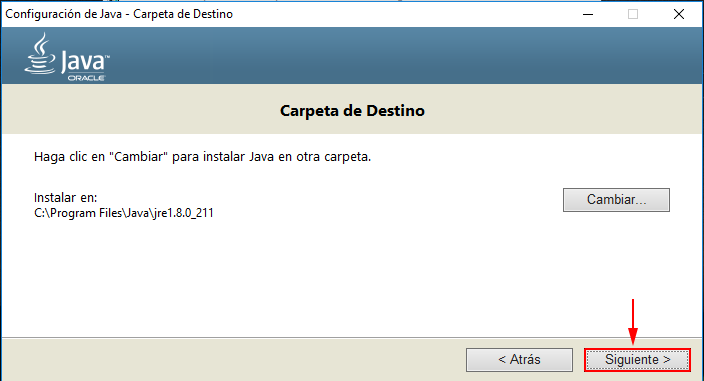 Configuración de Java - Carpeta de Destino
Java™
ORACLE
Carpeta de Destino
Haga clic en "Cambiar" para instalar Java en otra carpeta.
Instalar en:
C:\Program Files\Java\jre1.8.0_211
Cambiar...
< Atrás
Siguiente >